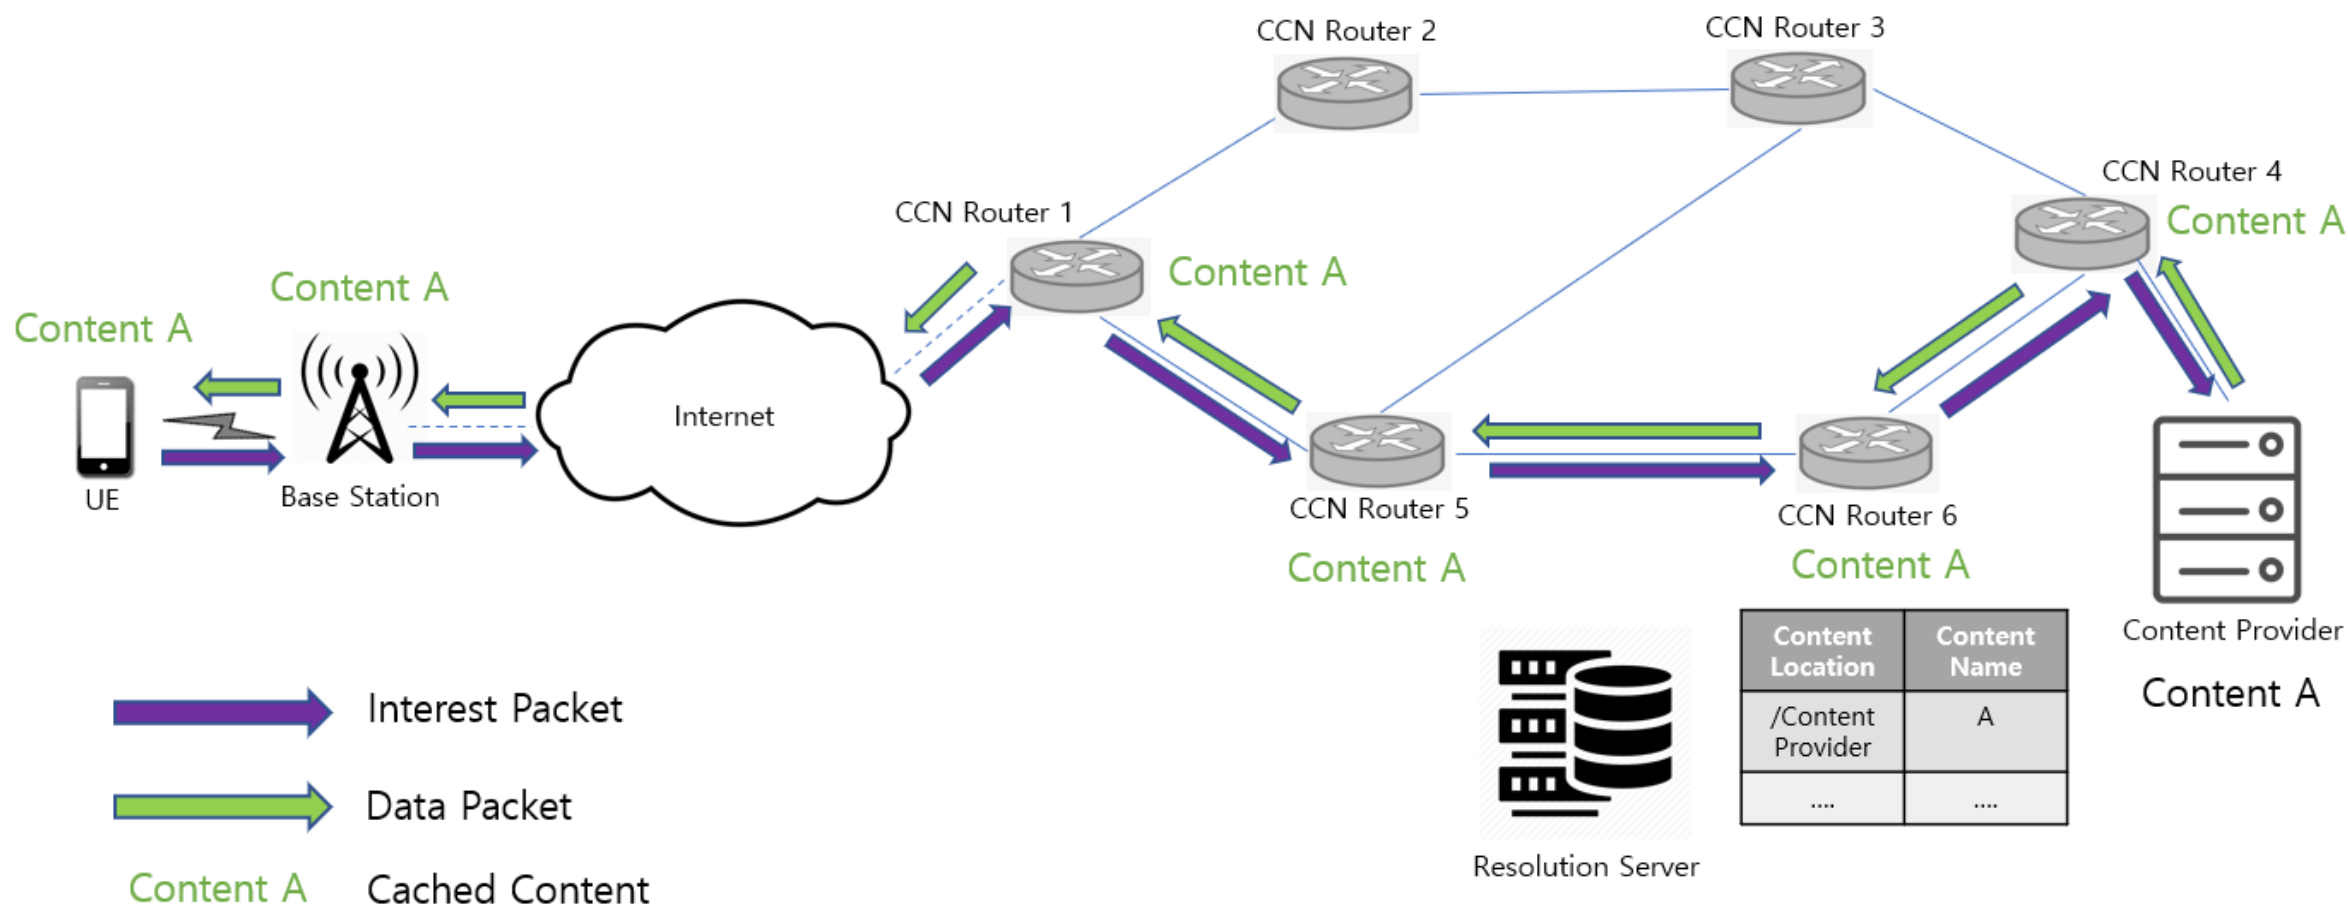 CCN Router 2
CCN Router 3
CCN Router 4
Content A
CCN Router 1
Content A
Content A
Content A
Internet
UE
Base Station
CCN Router 5
Content A
CCN Router 6
Content A
Content Provider
Content A
Content Location
Content Name
/Content Provider
A
....
....
Resolution Server
Interest Packet
Data Packet
Content A
Cached Content